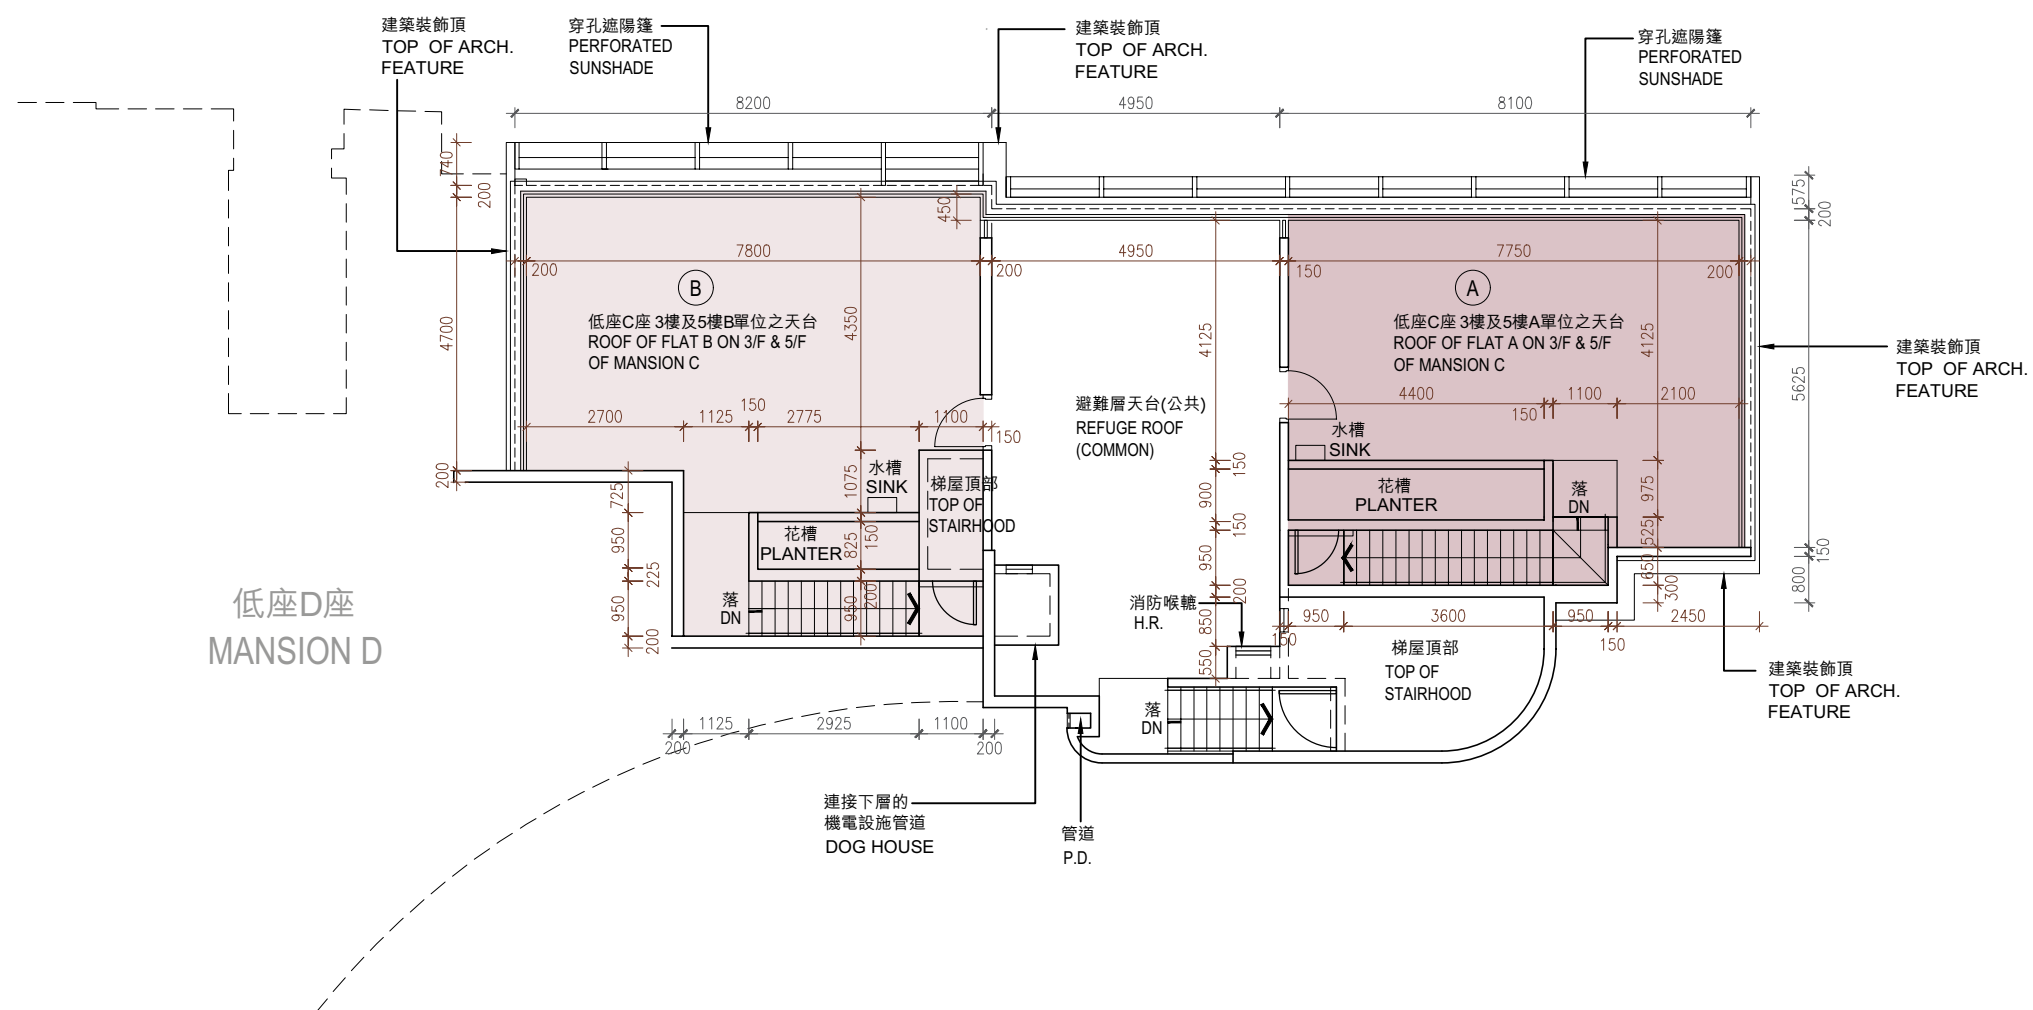 建築裝飾頂
TOP OF ARCH.
FEATURE
穿孔遮陽篷
PERFORATED
SUNSHADE
建築裝飾頂
TOP OF ARCH.
FEATURE
穿孔遮陽篷
PERFORATED
SUNSHADE
8200
4950
8100
740
200
4700
200
450
575
200
5625
150
800
7800
200
200
4950
150
7750
200
B
低座C座 3樓及5樓B單位之天台
ROOF OF FLAT B ON 3/F & 5/F
OF MANSION C
4350
4125
A
低座C座 3樓及5樓A單位之天台
ROOF OF FLAT A ON 3/F & 5/F
OF MANSION C
4125
建築裝飾頂
TOP OF ARCH.
FEATURE
2700
1125
150
2775
1100
150
避難層天台(公共)
REFUGE ROOF
(COMMON)
4400
150
1100
2100
水槽
SINK
水槽
SINK
1075
梯屋頂部
TOP OF
STAIRHOOD
花槽
PLANTER
825
150
花槽
PLANTER
落
DN
975
525
650
300
725
950
225
950
200
150
900
150
950
200
850
550
落
DN
950
200
低座D座
MANSION D
消防喉轆
H.R.
150
950
3600
950
150
2450
梯屋頂部
TOP OF
STAIRHOOD
建築裝飾頂
TOP OF ARCH.
FEATURE
落
DN
200
1125
2925
1100
200
連接下層的
機電設施管道
DOG HOUSE
管道
P.D.